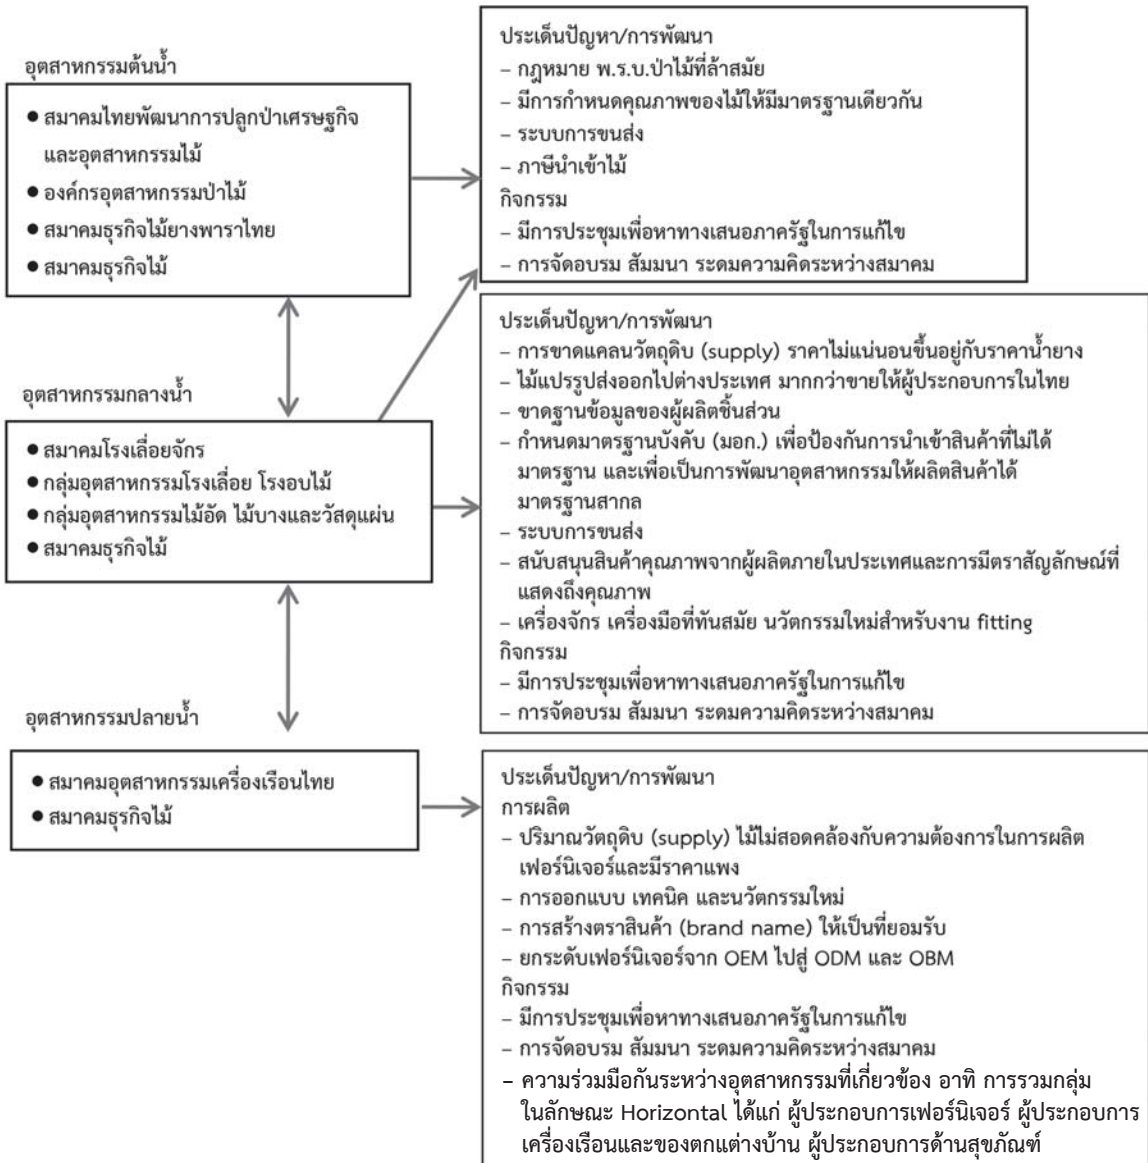 อุตสาหกรรมต้นน้ำ
● สมาคมไทยพัฒนาการปลูกป่าเศรษฐกิจ
และอุตสาหกรรมไม้
● องค์กรอุตสาหกรรมป่าไม้
● สมาคมธุรกิจไม้ยางพาราไทย
● สมาคมธุรกิจไม้
ประเด็นปัญหา/การพัฒนา
– กฎหมาย พ.ร.บ.ป่าไม้ที่ล้าสมัย
– มีการกำหนดคุณภาพของไม้ให้มีมาตรฐานเดียวกัน
– ระบบการขนส่ง
– ภาษีนำเข้าไม้
กิจกรรม
– มีการประชุมเพื่อหาทางเสนอภาครัฐในการแก้ไข
– การจัดอบรม สัมมนา ระดมความคิดระหว่างสมาคม
อุตสาหกรรมกลางน้ำ
● สมาคมโรงเลื่อยจักร
● กลุ่มอุตสาหกรรมโรงเลื่อย โรงอบไม้
● กลุ่มอุตสาหกรรมไม้อัด ไม้บางและวัสดุแผ่น
● สมาคมธุรกิจไม้
ประเด็นปัญหา/การพัฒนา
– การขาดแคลนวัตถุดิบ (supply) ราคาไม่แน่นอนขึ้นอยู่กับราคาน้ำยาง
– ไม้แปรรูปส่งออกไปต่างประเทศ มากกว่าขายให้ผู้ประกอบการในไทย
– ขาดฐานข้อมูลของผู้ผลิตชิ้นส่วน
– กำหนดมาตรฐานบังคับ (มอก.) เพื่อป้องกันการนำเข้าสินค้าที่ไม่ได้
มาตรฐาน และเพื่อเป็นการพัฒนาอุตสาหกรรมให้ผลิตสินค้าได้
มาตรฐานสากล
– ระบบการขนส่ง
– สนับสนุนสินค้าคุณภาพจากผู้ผลิตภายในประเทศและการมีตราสัญลักษณ์ที่
แสดงถึงคุณภาพ
– เครื่องจักร เครื่องมือที่ทันสมัย นวัตกรรมใหม่สำหรับงาน fitting
กิจกรรม
– มีการประชุมเพื่อหาทางเสนอภาครัฐในการแก้ไข
– การจัดอบรม สัมมนา ระดมความคิดระหว่างสมาคม
อุตสาหกรรมปลายน้ำ
● สมาคมอุตสาหกรรมเครื่องเรือนไทย
● สมาคมธุรกิจไม้
ประเด็นปัญหา/การพัฒนา
การผลิต
– ปริมาณวัตถุดิบ (supply) ไม้ไม่สอดคล้องกับความต้องการในการผลิต
เฟอร์นิเจอร์และมีราคาแพง
– การออกแบบ เทคนิค และนวัตกรรมใหม่
– การสร้างตราสินค้า (brand name) ให้เป็นที่ยอมรับ
– ยกระดับเฟอร์นิเจอร์จาก OEM ไปสู่ ODM และ OBM
กิจกรรม
– มีการประชุมเพื่อหาทางเสนอภาครัฐในการแก้ไข
– การจัดอบรม สัมมนา ระดมความคิดระหว่างสมาคม
– ความร่วมมือกันระหว่างอุตสาหกรรมที่เกี่ยวข้อง อาทิ การรวมกลุ่ม
ในลักษณะ Horizontal ได้แก่ ผู้ประกอบการเฟอร์นิเจอร์ ผู้ประกอบการ
เครื่องเรือนและของตกแต่งบ้าน ผู้ประกอบการด้านสุขภัณฑ์